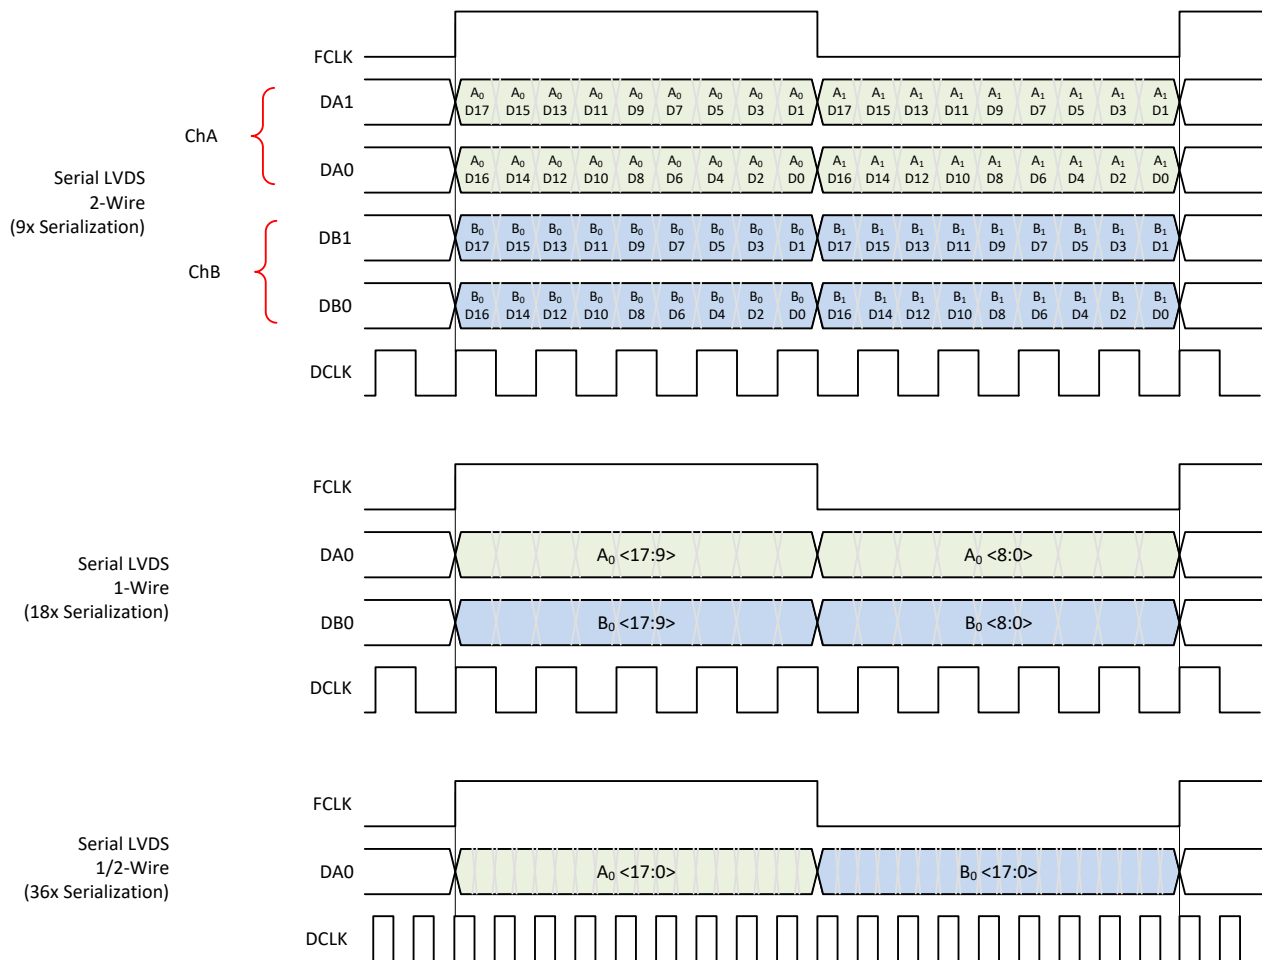 FCLK
DA1
A0 A0 A0 A0 A0 A0 A0 A0 A0 A1 A1 A1 A1 A1 A1 A1 A1 A1
D17 D15 D13 D11 D9 D7 D5 D3 D1 D17 D15 D13 D11 D9 D7 D5 D3 D1
ChA
DA0
A0 A0 A0 A0 A0 A0 A0 A0 A0 A1 A1 A1 A1 A1 A1 A1 A1 A1
D16 D14 D12 D10 D8 D6 D4 D2 D0 D16 D14 D12 D10 D8 D6 D4 D2 D0
Serial LVDS
2-Wire
(9x Serialization)
DB1
B0 B0 B0 B0 B0 B0 B0 B0 B0 B1 B1 B1 B1 B1 B1 B1 B1 B1
D17 D15 D13 D11 D9 D7 D5 D3 D1 D17 D15 D13 D11 D9 D7 D5 D3 D1
ChB
DB0
B0 B0 B0 B0 B0 B0 B0 B0 B0 B1 B1 B1 B1 B1 B1 B1 B1 B1
D16 D14 D12 D10 D8 D6 D4 D2 D0 D16 D14 D12 D10 D8 D6 D4 D2 D0
DCLK
FCLK
DA0 A0 <17:9> A0 <8:0>
Serial LVDS
1-Wire
(18x Serialization)
DB0 B0 <17:9> B0 <8:0>
DCLK
FCLK
Serial LVDS
1/2-Wire
(36x Serialization)
DA0 A0 <17:0> B0 <17:0>
DCLK